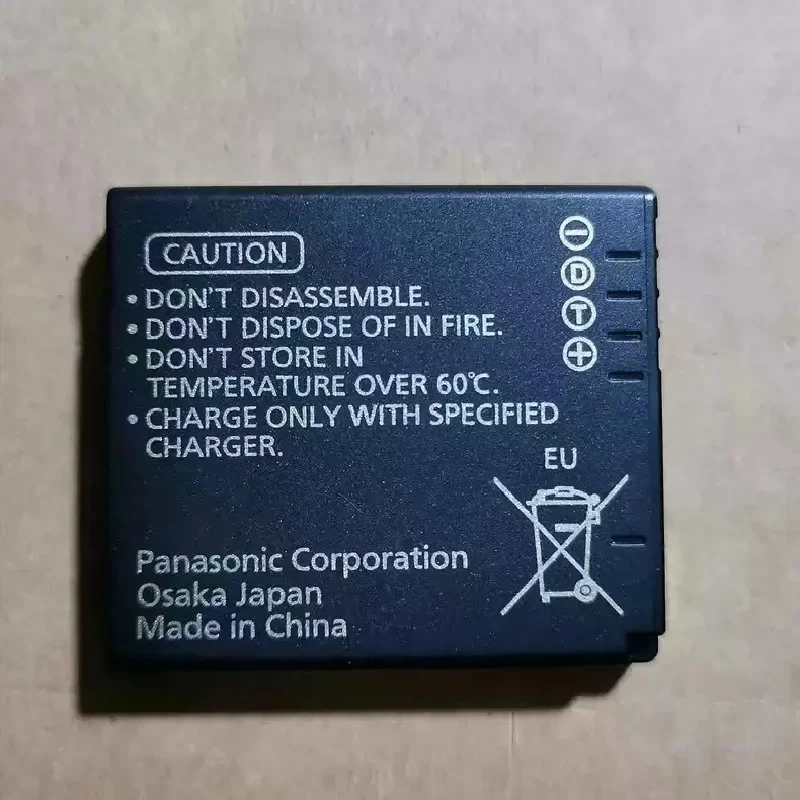 CAUTION
• DON'T DISASSEMBLE.
• DON'T DISPOSE OF IN FIRE.
• DON'T STORE IN
TEMPERATURE OVER 60℃.
• CHARGE ONLY WITH SPECIFIED
CHARGER.
−
D
T
+
EU
Panasonic Corporation
Osaka Japan
Made in China